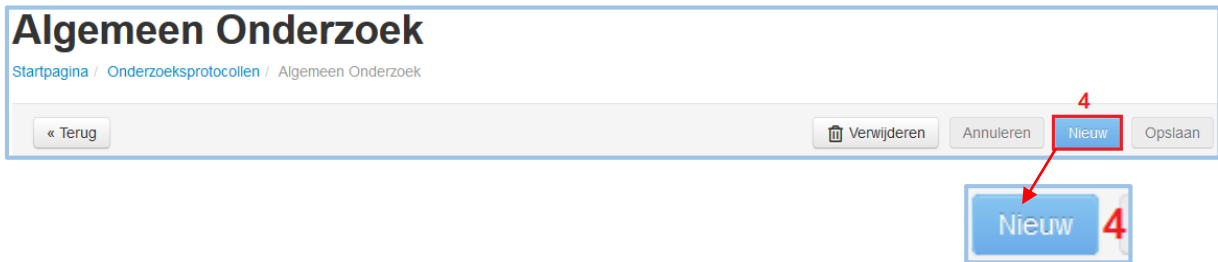 Algemeen Onderzoek
Startpagina / Onderzoeksprotocollen / Algemeen Onderzoek
4
« Terug Verwijderen Annuleren Nieuw Opslaan
Nieuw 4